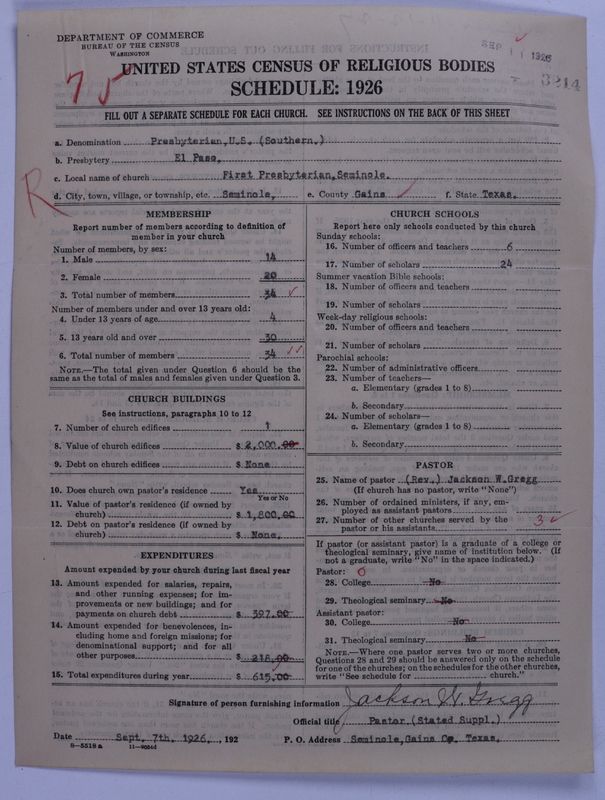 DEPARTMENT OF COMMERCE
BUREAU OF THE CENSUS
WASHINGTON
SEP 11 1926
3214
75
UNITED STATES CENSUS OF RELIGIOUS BODIES
SCHEDULE: 1926
FILL OUT A SEPARATE SCHEDULE FOR EACH CHURCH. SEE INSTRUCTIONS ON THE BACK OF THIS SHEET
a. Denomination Presbyterian,U.S. (Southern.)
b. Presbytery El Paso,
c. Local name of church First Presbyterian,Seminole.
R
d. City, town, village, or township, etc. Seminole, e. County Gains f. State Texas.
MEMBERSHIP
Report number of members according to definition of
member in your church
Number of members, by sex:
1. Male 14
2. Female 20
3. Total number of members 34
Number of members under and over 13 years old:
4. Under 13 years of age 4
5. 13 years old and over 30
6. Total number of members 34
NOTE.—The total given under Question 6 should be the
same as the total of males and females given under Question 3.
CHURCH BUILDINGS
See instructions, paragraphs 10 to 12
7. Number of church edifices 1
8. Value of church edifices $ 2,000.00
9. Debt on church edifices $ None.
10. Does church own pastor's residence Yes
Yes or No
11. Value of pastor's residence (if owned by
church) $ 1,800.00
12. Debt on pastor's residence (if owned by
church) $ None.
EXPENDITURES
Amount expended by your church during last fiscal year
13. Amount expended for salaries, repairs,
and other running expenses; for im-
provements or new buildings; and for
payments on church debt $ 397.00
14. Amount expended for benevolences, in-
cluding home and foreign missions; for
denominational support; and for all
other purposes $ 218.00
15. Total expenditures during year $ 615.00
CHURCH SCHOOLS
Report here only schools conducted by this church
Sunday schools:
16. Number of officers and teachers 6
17. Number of scholars 24
Summer vacation Bible schools:
18. Number of officers and teachers
19. Number of scholars
Week-day religious schools:
20. Number of officers and teachers
21. Number of scholars
Parochial schools:
22. Number of administrative officers
23. Number of teachers—
a. Elementary (grades 1 to 8)
b. Secondary
24. Number of scholars—
a. Elementary (grades 1 to 8)
b. Secondary
PASTOR
25. Name of pastor (Rev.) Jackson W.Gregg
(If church has no pastor, write "None")
26. Number of ordained ministers, if any, em-
ployed as assistant pastors
27. Number of other churches served by the
pastor or his assistants 3
If pastor (or assistant pastor) is a graduate of a college or
theological seminary, give name of institution below. (If
not a graduate, write "No" in the space indicated.)
Pastor: 0
28. College No
29. Theological seminary No
Assistant pastor:
30. College No
31. Theological seminary No
NOTE.—Where one pastor serves two or more churches,
Questions 28 and 29 should be answered only on the schedule
for one of the churches; on the schedules for the other churches,
write "See schedule for church."
Signature of person furnishing information Jackson W. Gregg
Official title Pastor.(Stated Suppl.)
Date Sept. 7th. 1926. , 192 P. O. Address Seminole,Gains Co. Texas.
8-5518 a